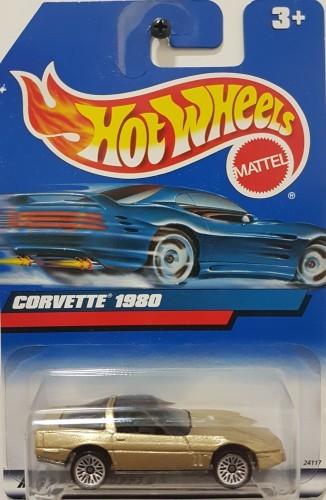 3+
Hot Wheels
MATTEL
®
CORVETTE® 1980
24117